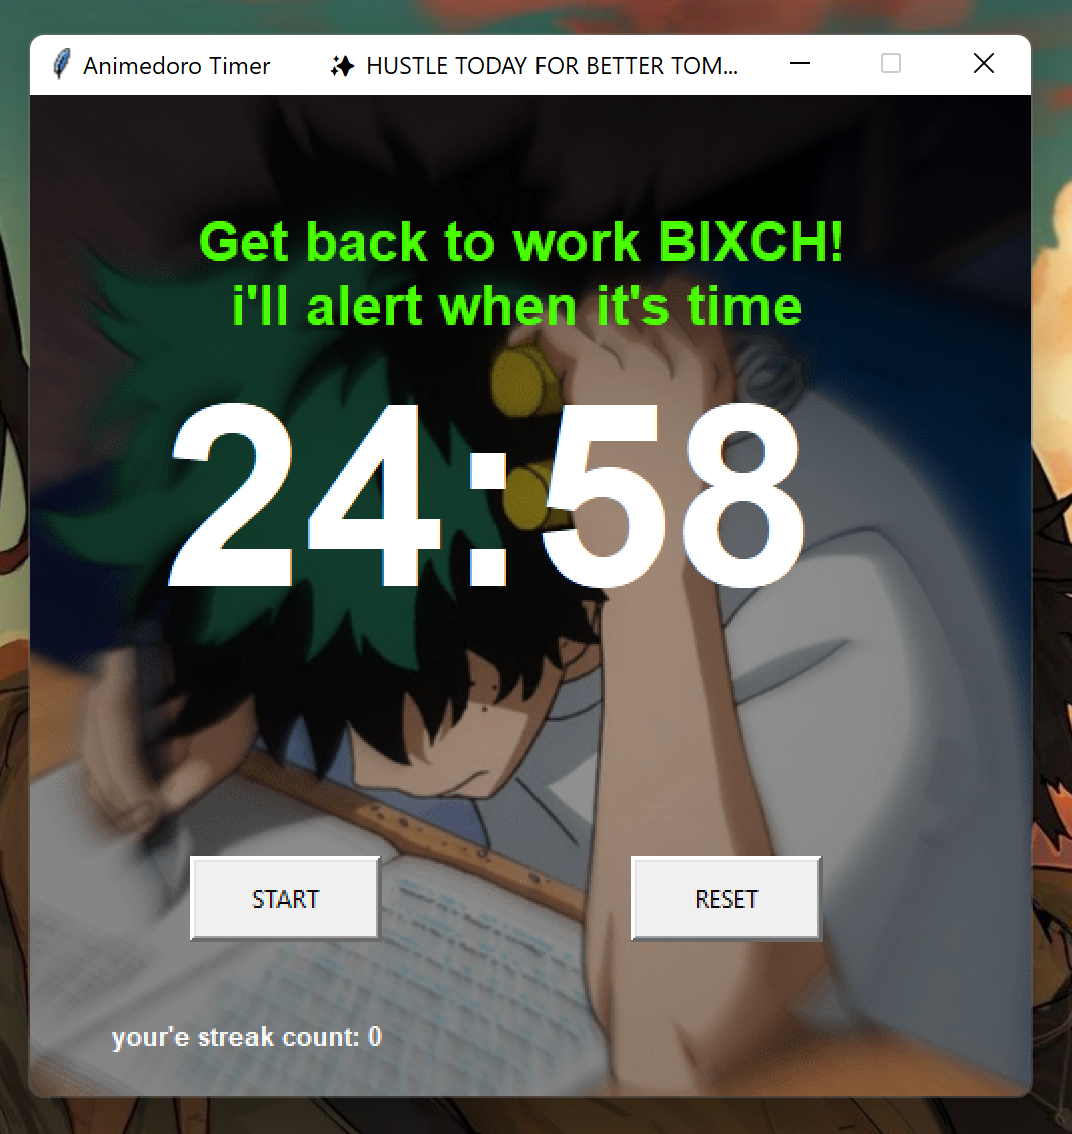 Animedoro Timer ✨ HUSTLE TODAY FOR BETTER TOM...
Get back to work BIXCH!
i'll alert when it's time
24:58
START RESET
your'e streak count: 0